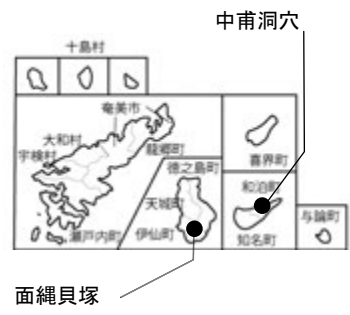 中甫洞穴
十島村
奄美市
大和村
宇検村
龍郷町
喜界町
徳之島町
和泊町
天城町
与論町
瀬戸内町
伊仙町
知名町
面縄貝塚